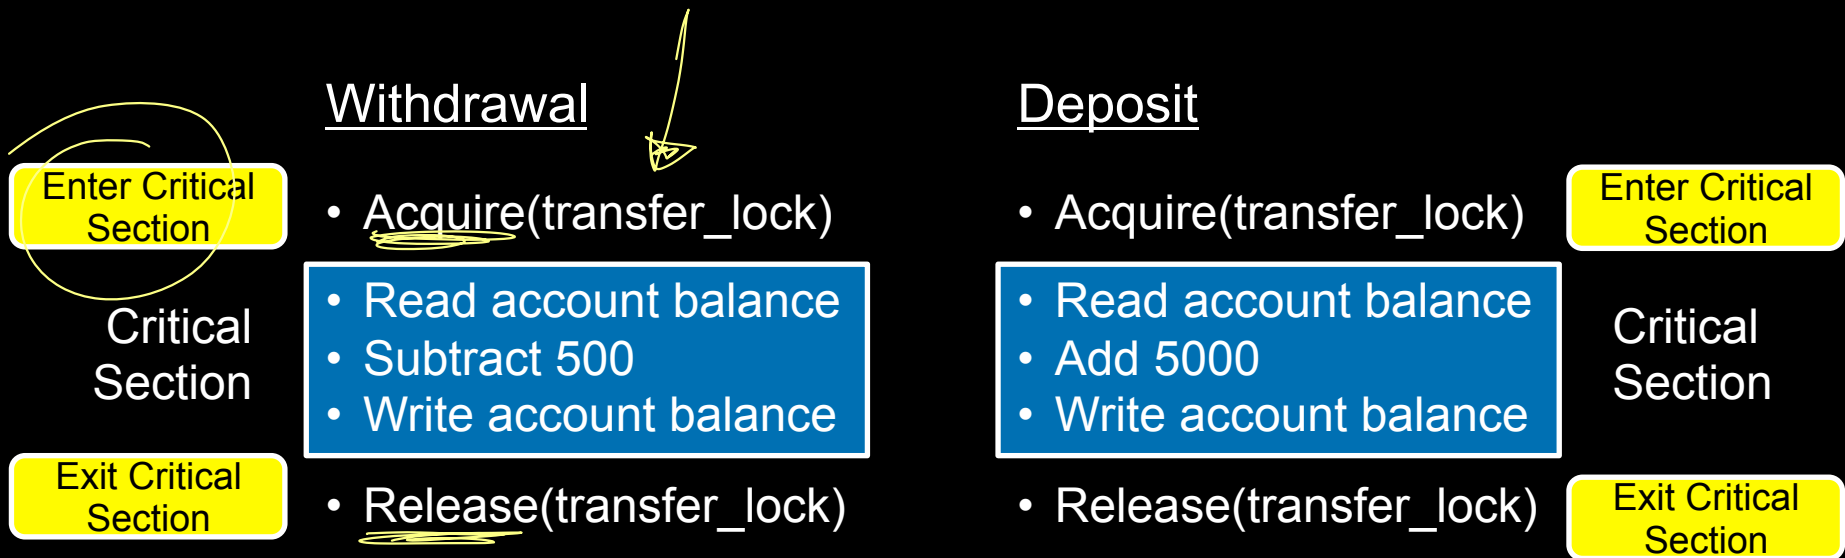 Withdrawal
Enter Critical
Section
• Acquire(transfer_lock)
Critical
Section
• Read account balance
• Subtract 500
• Write account balance
Exit Critical
Section
• Release(transfer_lock)
Deposit
• Acquire(transfer_lock)
Enter Critical
Section
• Read account balance
• Add 5000
• Write account balance
Critical
Section
• Release(transfer_lock)
Exit Critical
Section